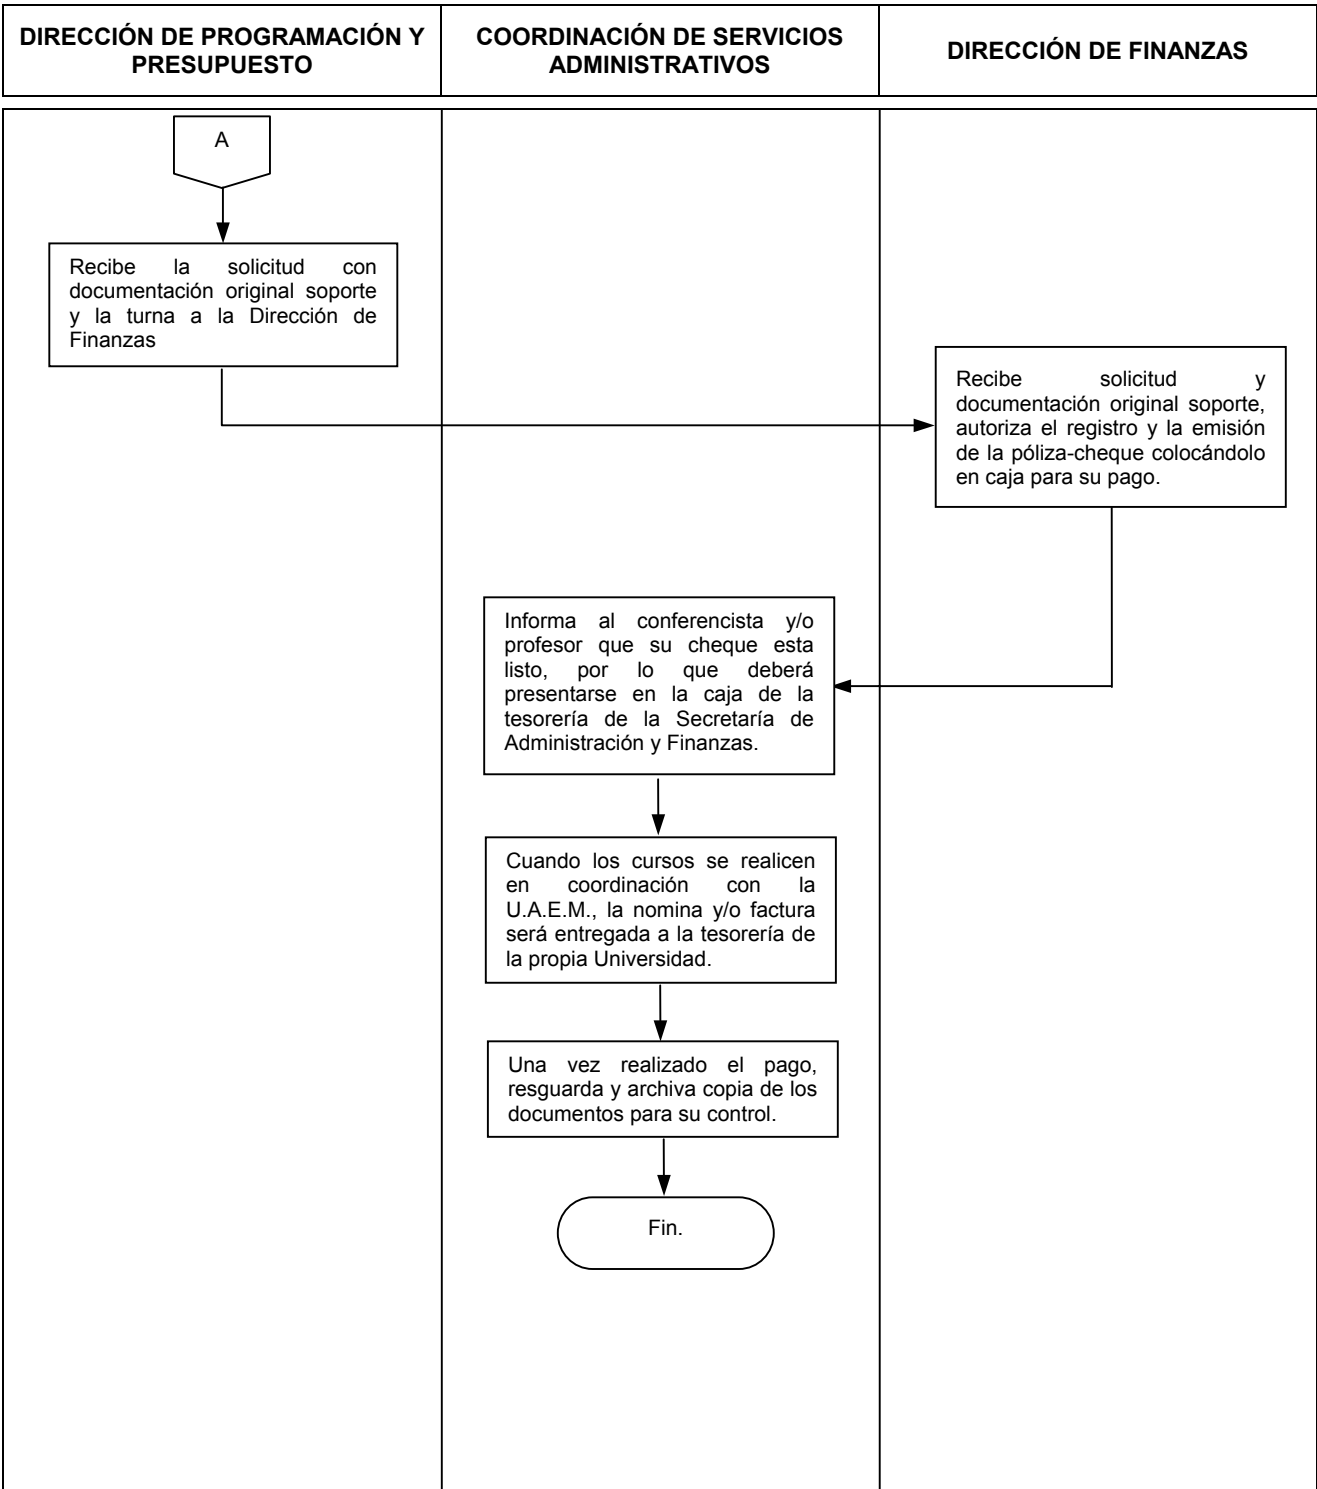 DIRECCIÓN DE PROGRAMACIÓN Y
PRESUPUESTO
COORDINACIÓN DE SERVICIOS
ADMINISTRATIVOS
DIRECCIÓN DE FINANZAS
A
Recibe la solicitud con
documentación original soporte
y la turna a la Dirección de
Finanzas
Recibe solicitud y
documentación original soporte,
autoriza el registro y la emisión
de la póliza-cheque colocándolo
en caja para su pago.
Informa al conferencista y/o
profesor que su cheque esta
listo, por lo que deberá
presentarse en la caja de la
tesorería de la Secretaría de
Administración y Finanzas.
Cuando los cursos se realicen
en coordinación con la
U.A.E.M., la nomina y/o factura
será entregada a la tesorería de
la propia Universidad.
Una vez realizado el pago,
resguarda y archiva copia de los
documentos para su control.
Fin.